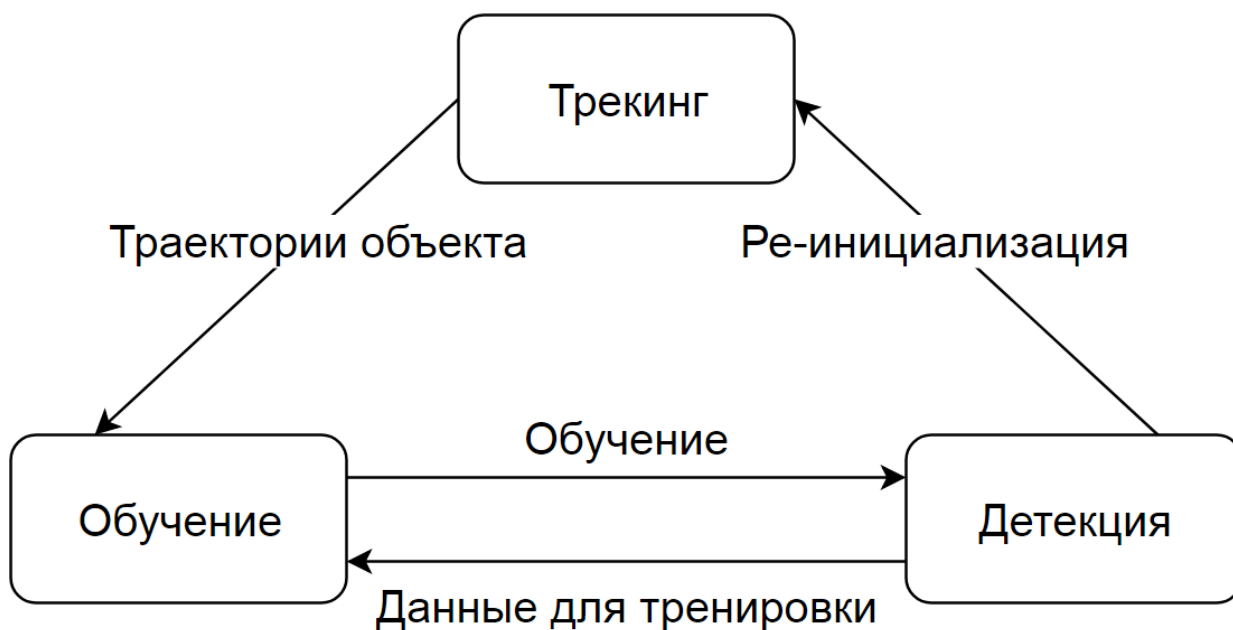 Трекинг
Траектории объекта
Ре-инициализация
Обучение
Обучение
Детекция
Данные для тренировки